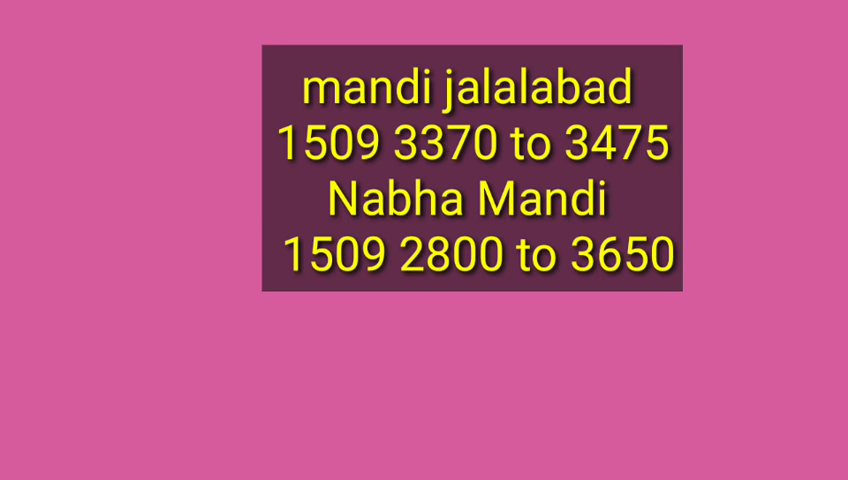 mandi jalalabad
1509 3370 to 3475
Nabha Mandi
1509 2800 to 3650